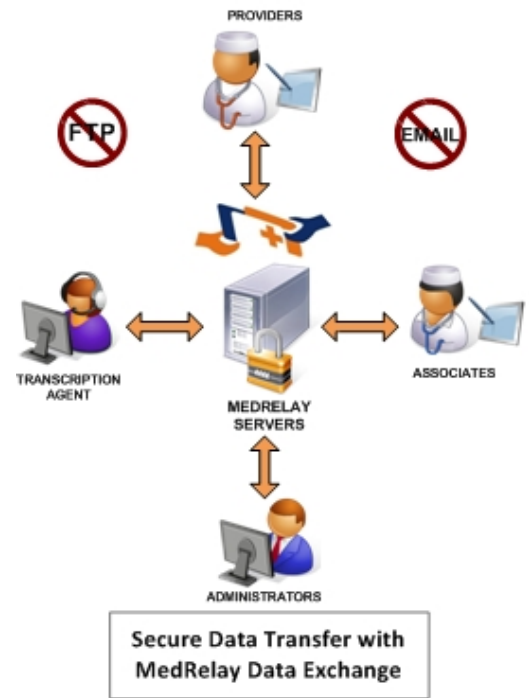 PROVIDERS
FTP
EMAIL
TRANSCRIPTION
AGENT
MEDRELAY
SERVERS
ASSOCIATES
ADMINISTRATORS
Secure Data Transfer with
MedRelay Data Exchange